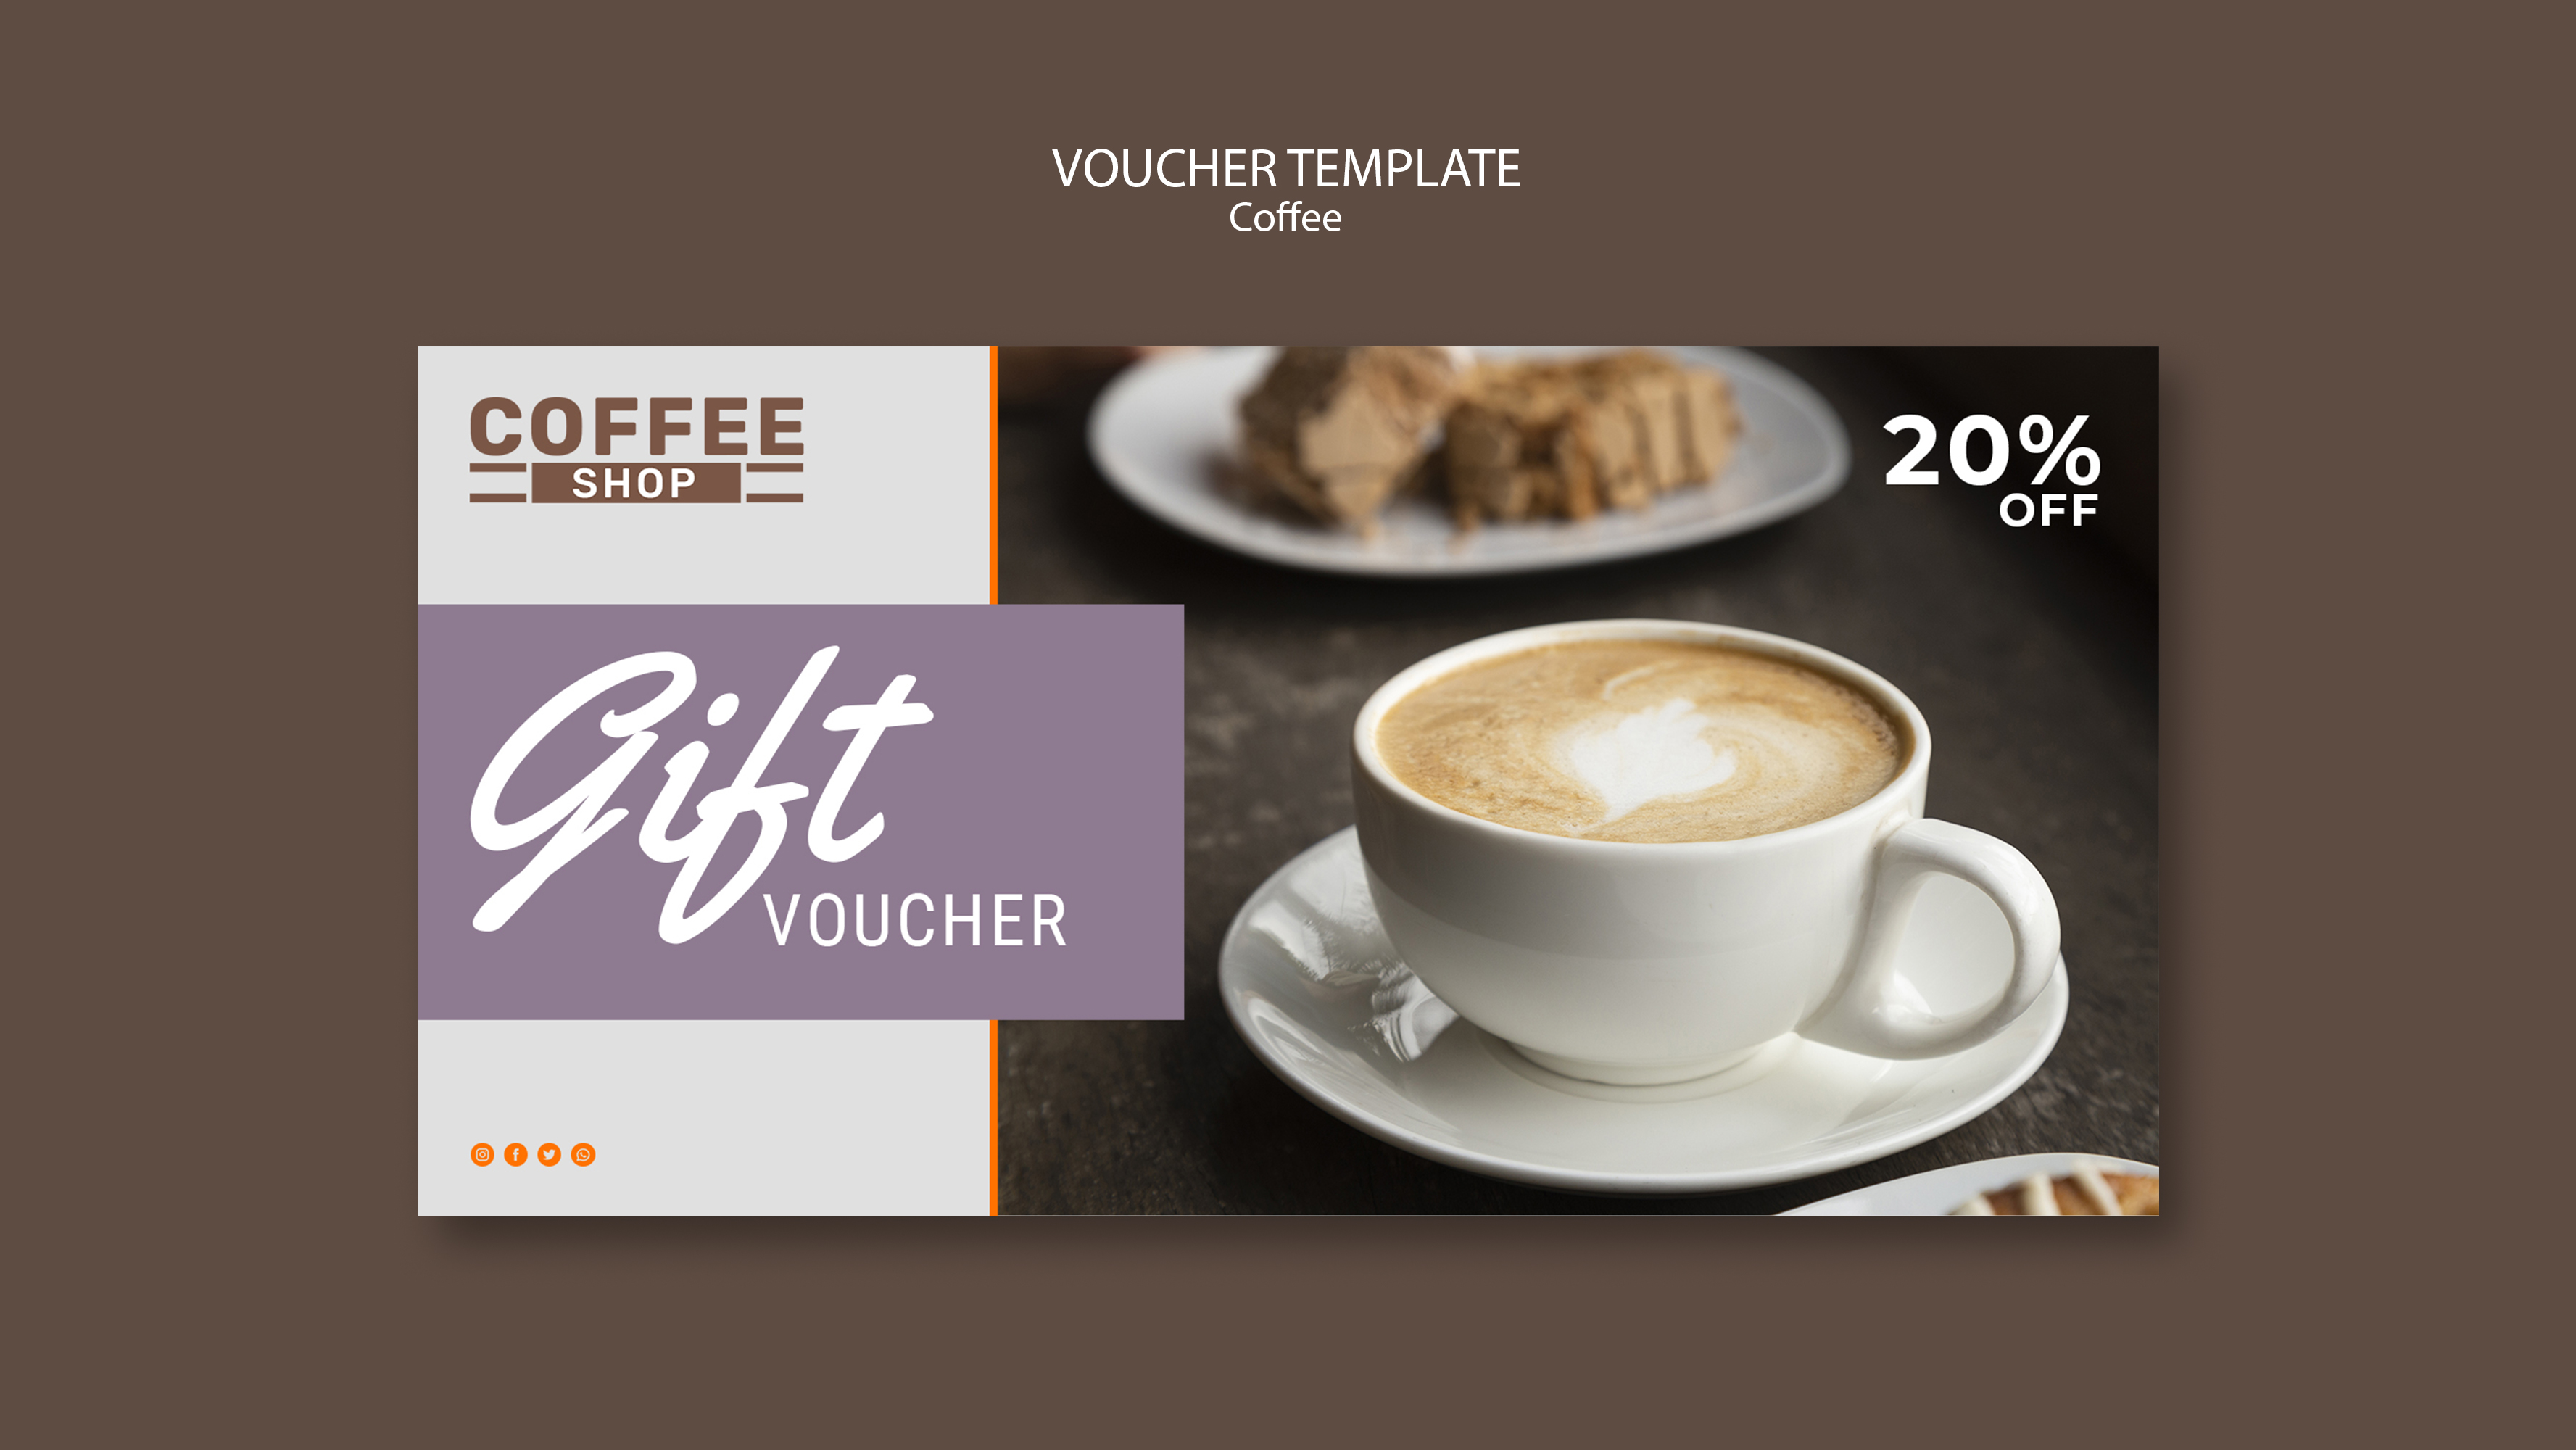 VOUCHER TEMPLATE
Coffee
COFFEE
SHOP
20%
OFF
Gift
VOUCHER